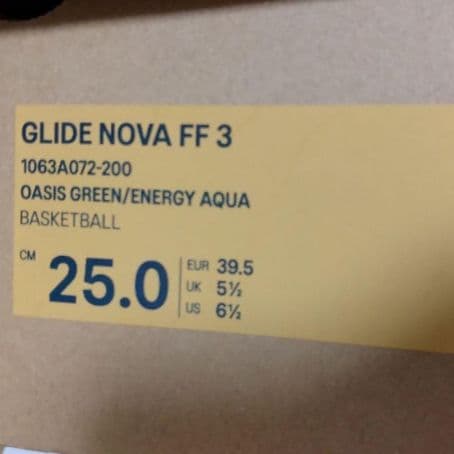 GLIDE NOVA FF 3
1063A072-200
OASIS GREEN/ENERGY AQUA
BASKETBALL
CM 25.0
EUR 39.5
UK 5½
US 6½